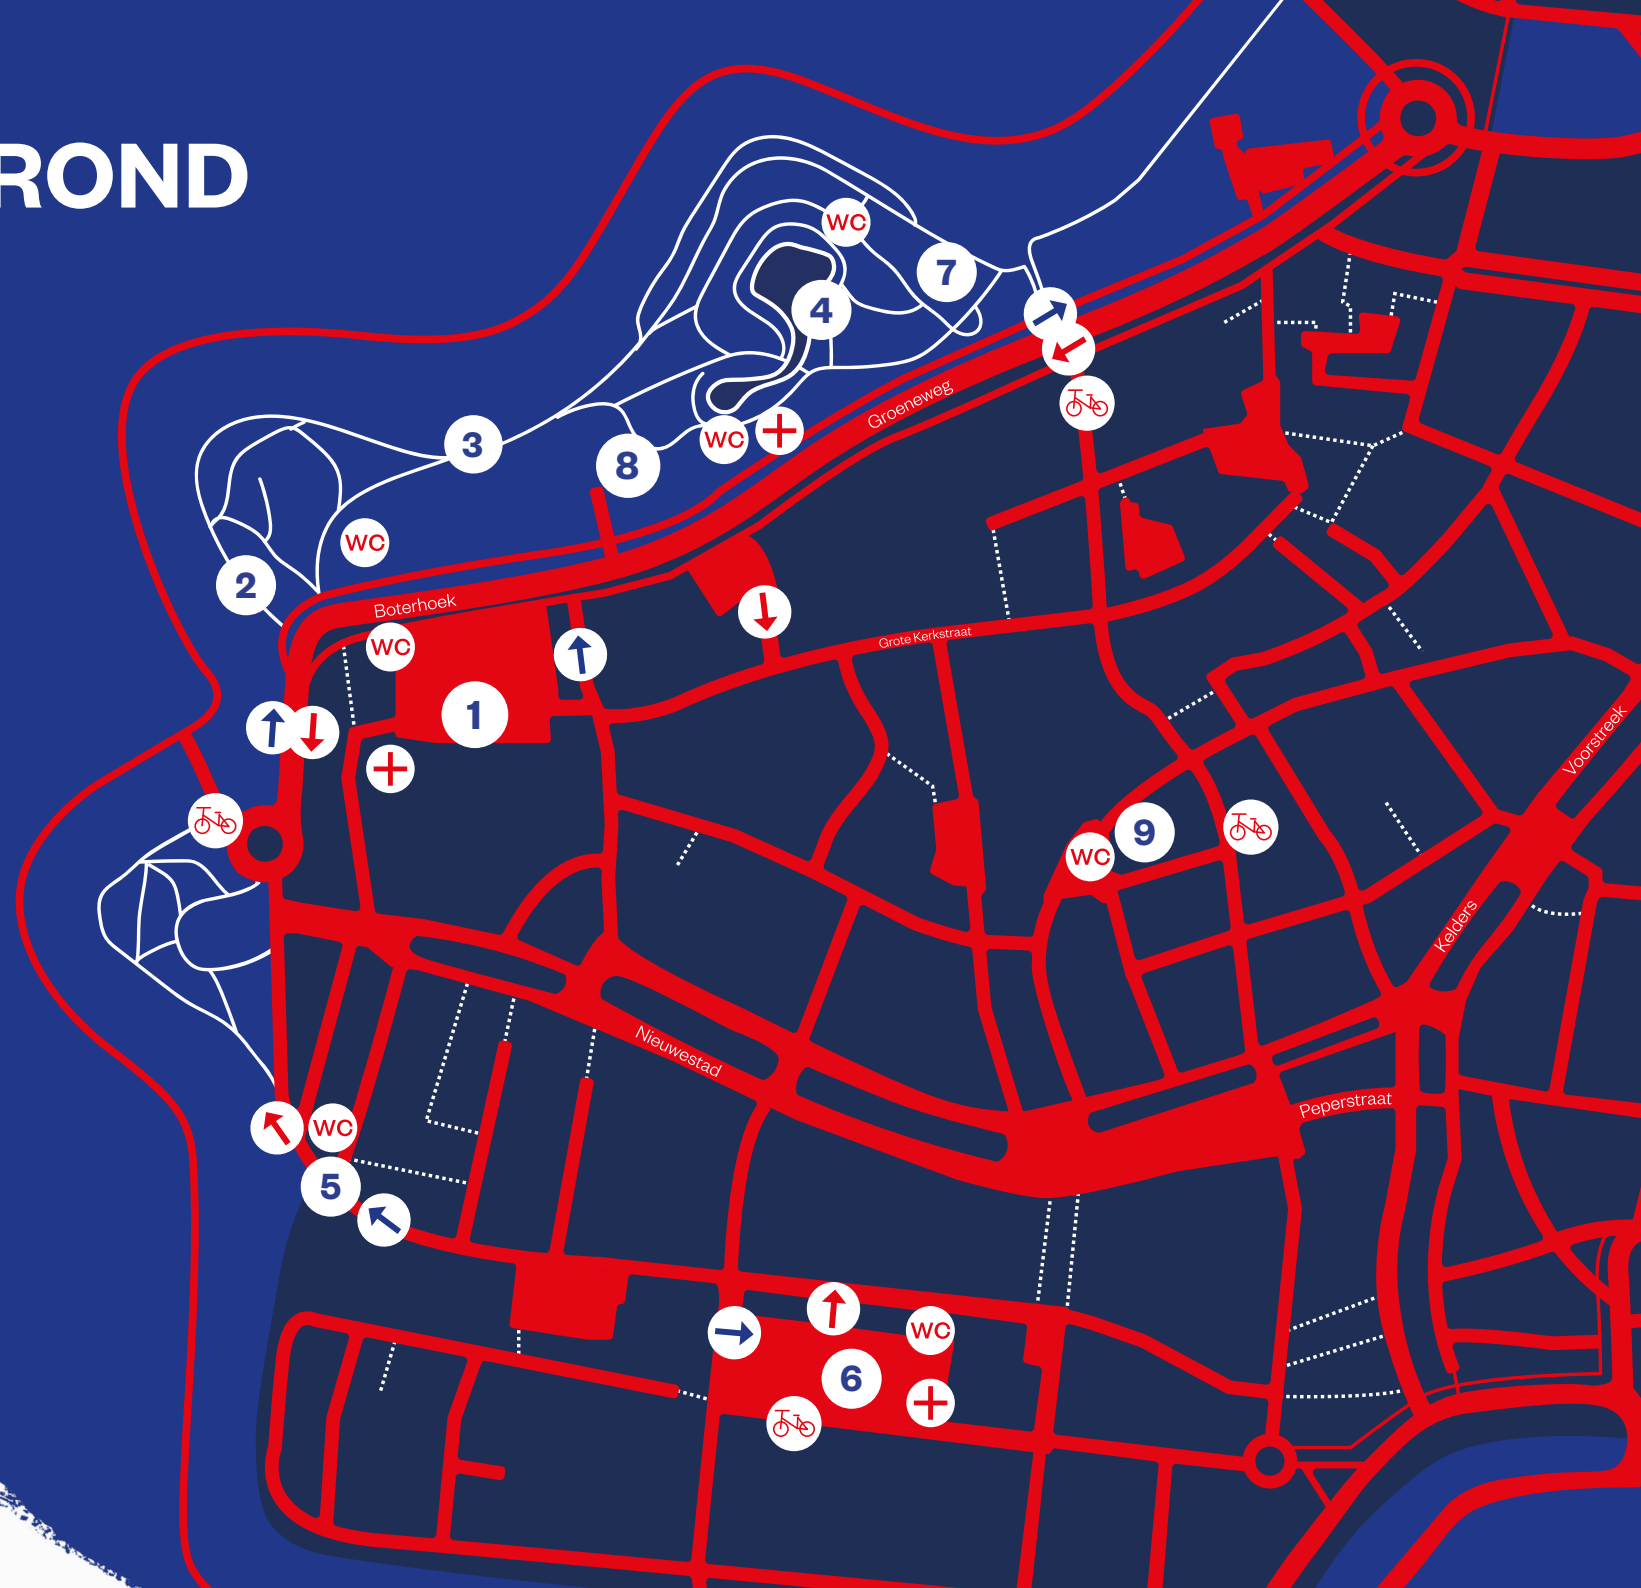 ROND
WC
7
4
3
WC
8
Groeneweg
WC
2
Boterhoek
WC
Grote Kerkstraat
1
Voorstreek
9
WC
Kelders
Nieuwestad
Peperstraat
WC
5
WC
6